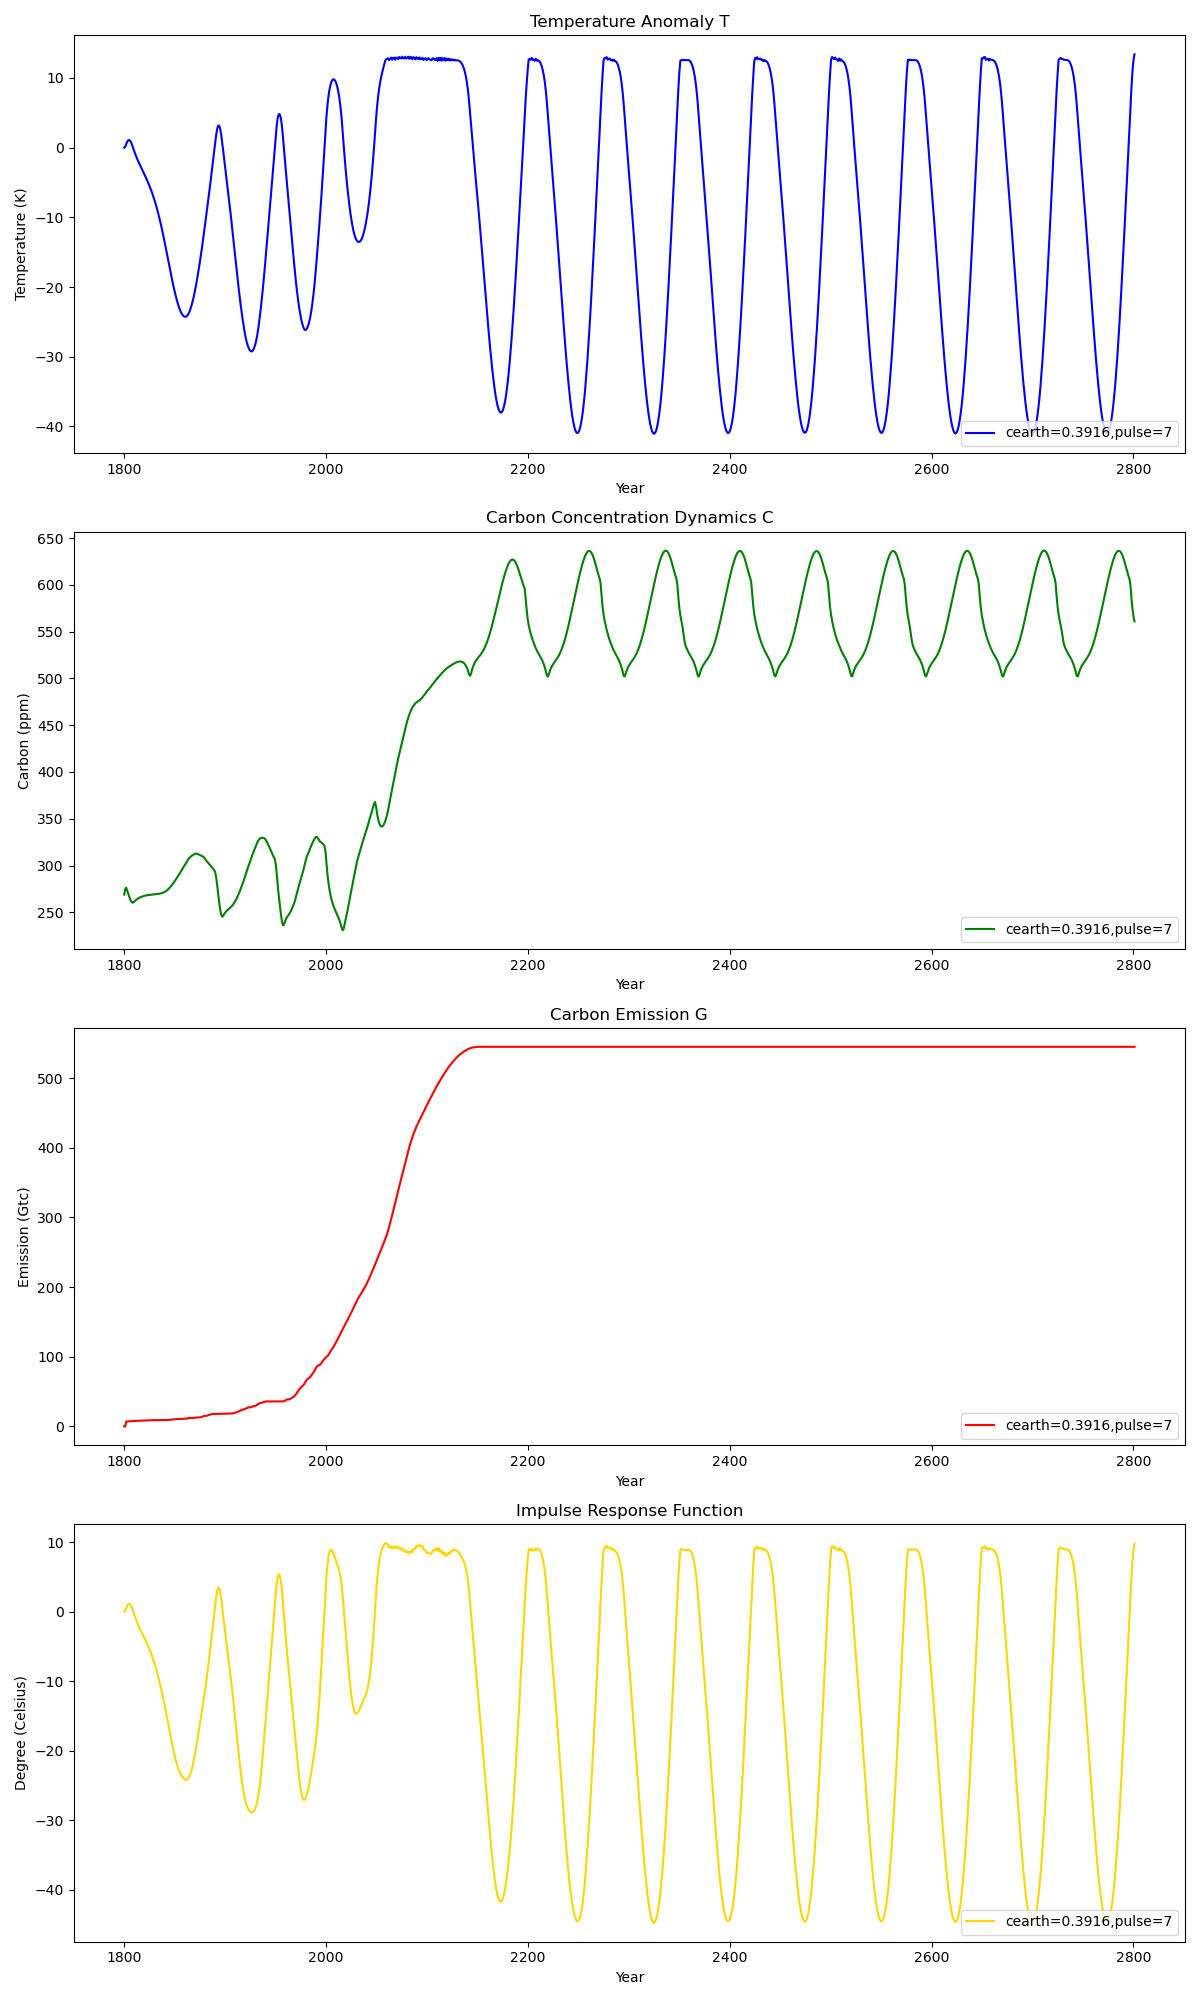 Temperature Anomaly T
10
0
−10
−20
−30
−40
Temperature (K)
cearth=0.3916,pulse=7
1800 2000 2200 2400 2600 2800
Year
Carbon Concentration Dynamics C
650
600
550
500
450
400
350
300
250
Carbon (ppm)
cearth=0.3916,pulse=7
1800 2000 2200 2400 2600 2800
Year
Carbon Emission G
500
400
300
200
100
0
Emission (Gtc)
cearth=0.3916,pulse=7
1800 2000 2200 2400 2600 2800
Year
Impulse Response Function
10
0
−10
−20
−30
−40
Degree (Celsius)
cearth=0.3916,pulse=7
1800 2000 2200 2400 2600 2800
Year